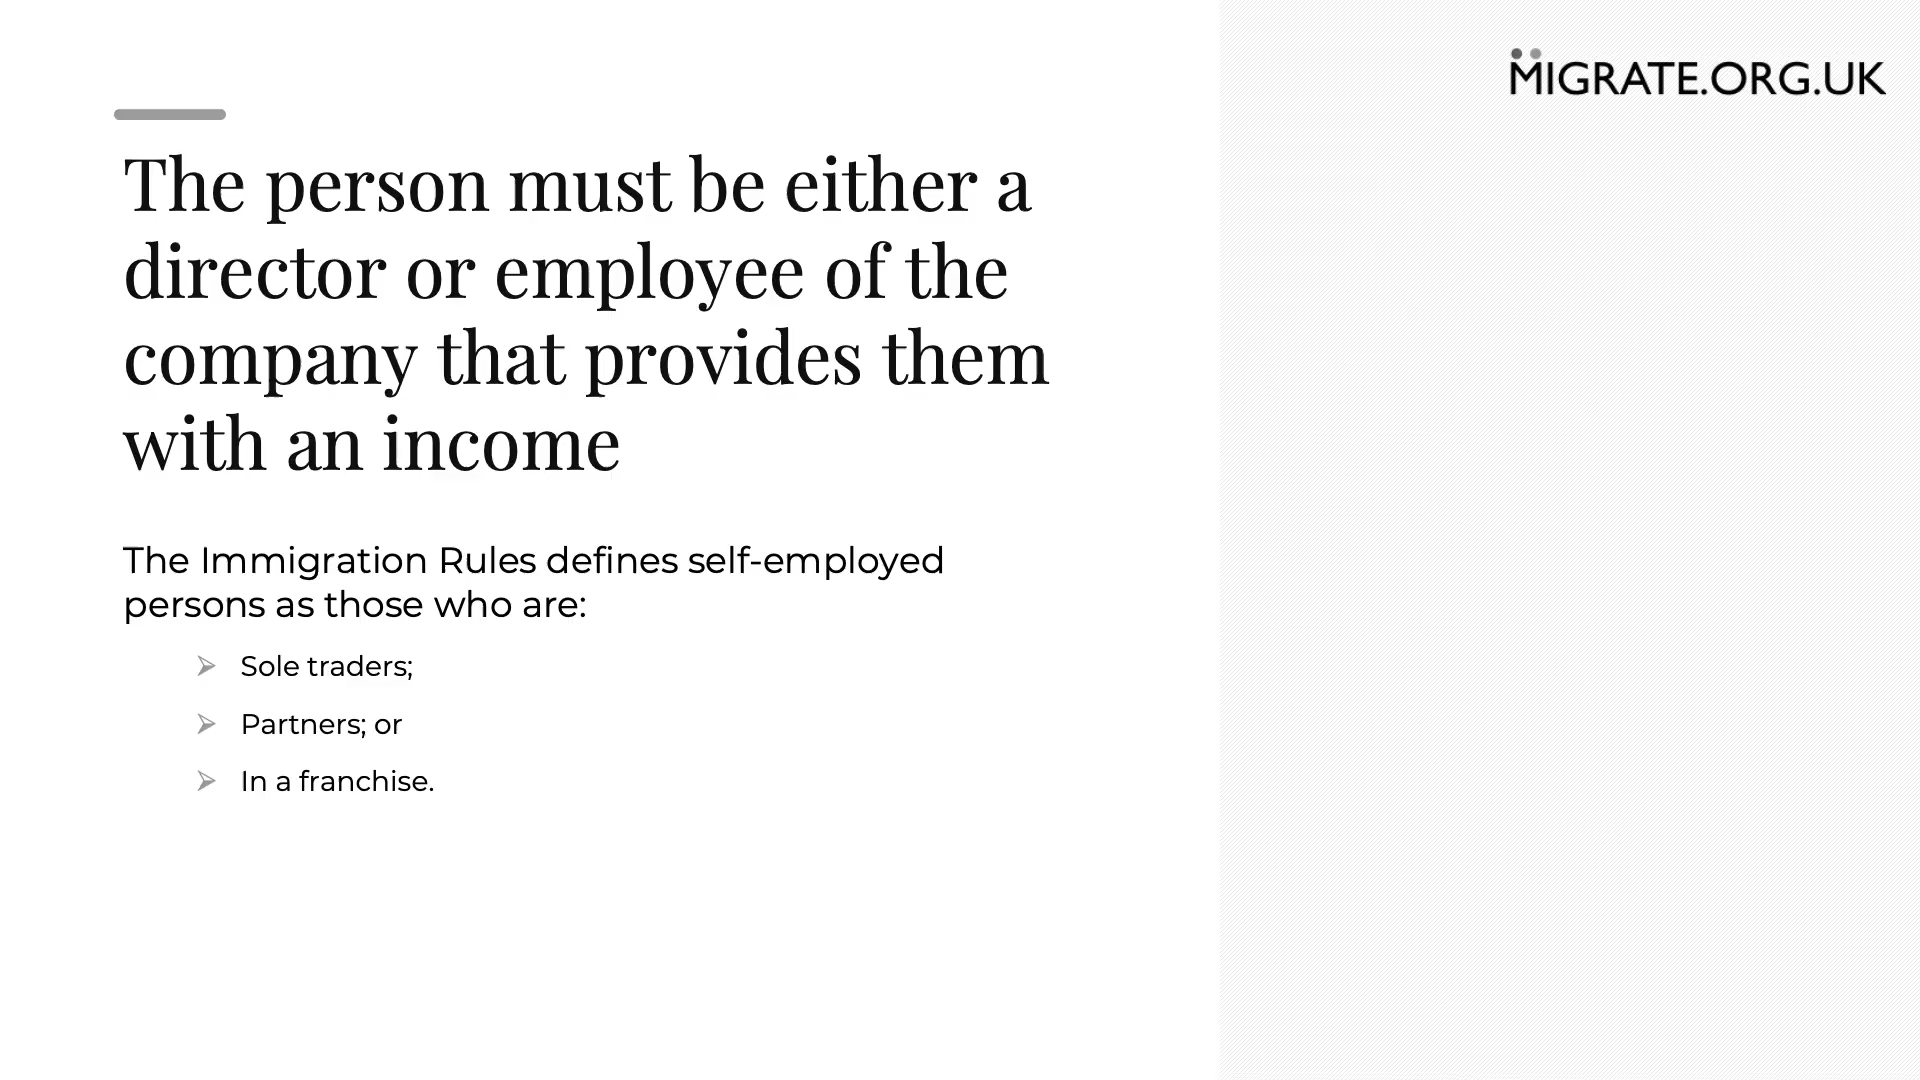 MIGRATE.ORG.UK
The person must be either a
director or employee of the
company that provides them
with an income
The Immigration Rules defines self-employed
persons as those who are:
Sole traders;
Partners; or
In a franchise.